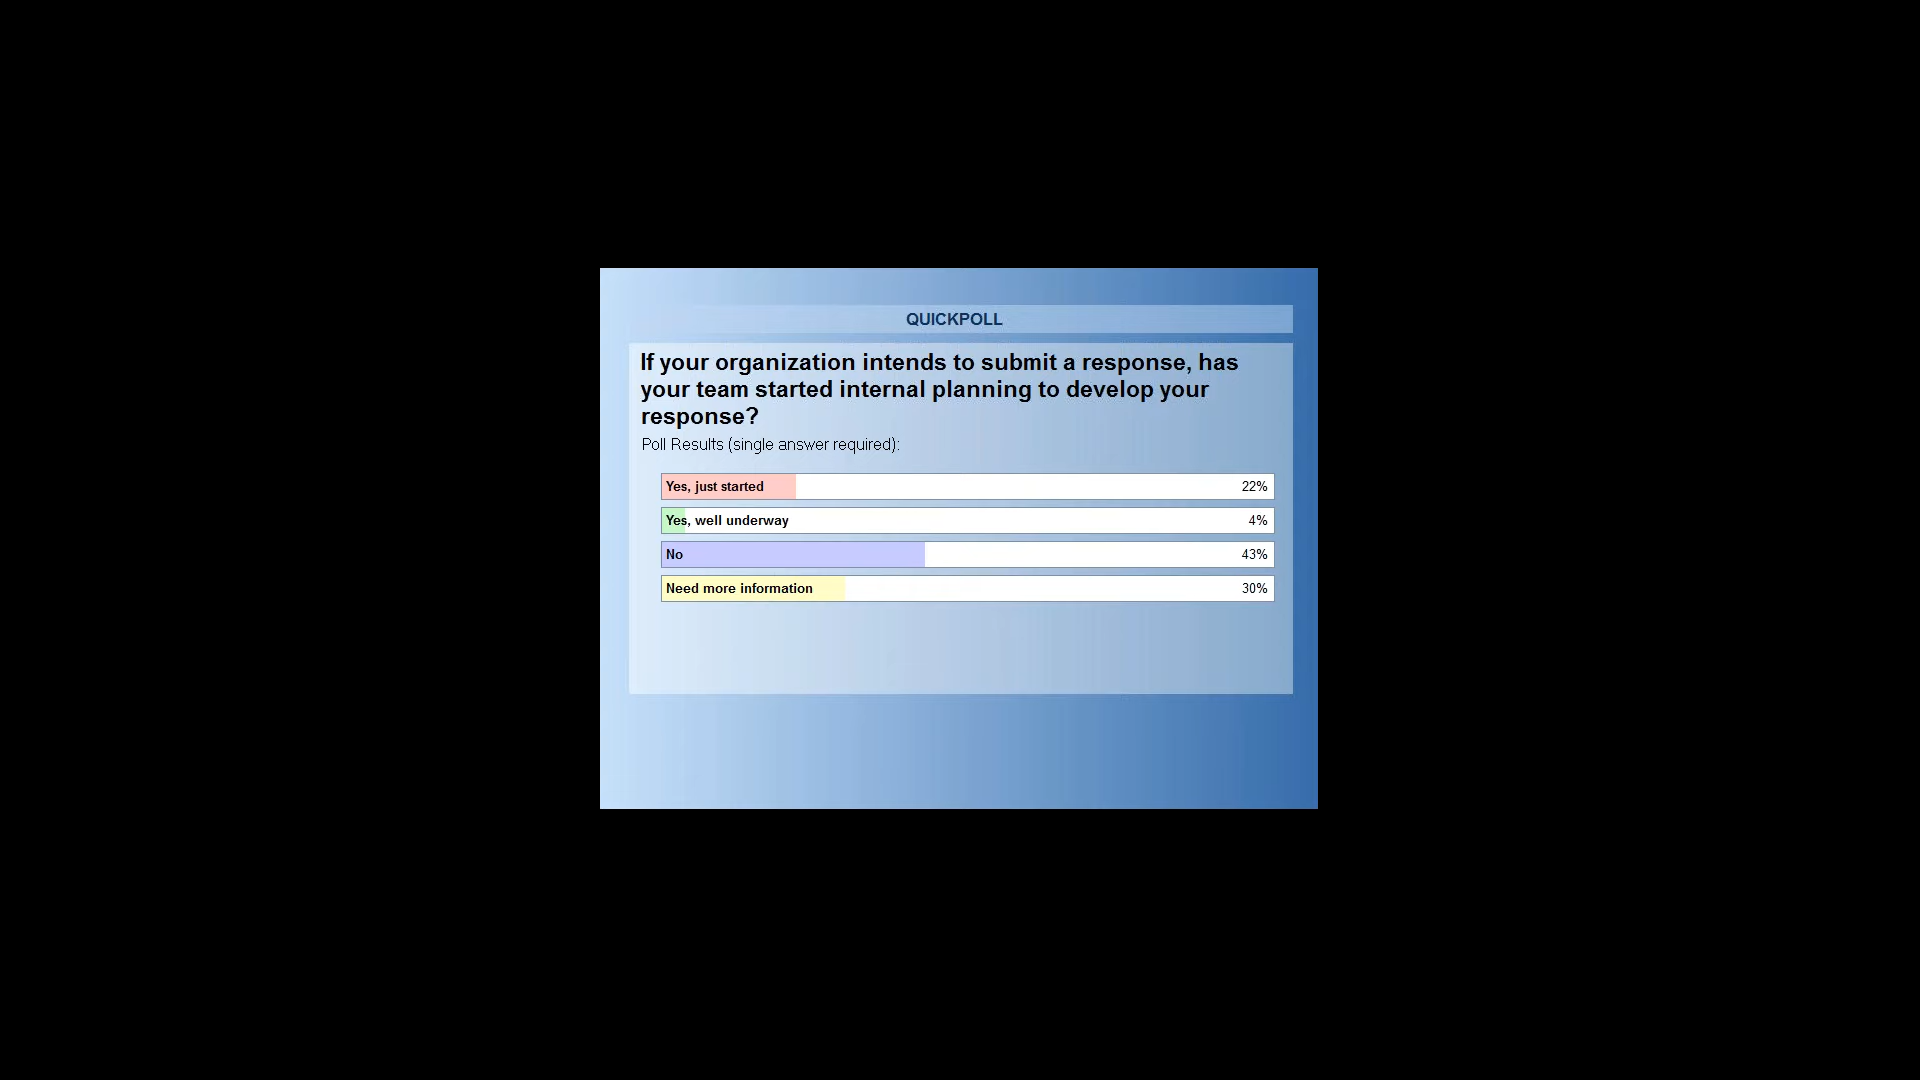 QUICKPOLL
If your organization intends to submit a response, has
your team started internal planning to develop your
response?
Poll Results (single answer required):
Yes, just started 22%
Yes, well underway 4%
No 43%
Need more information 30%